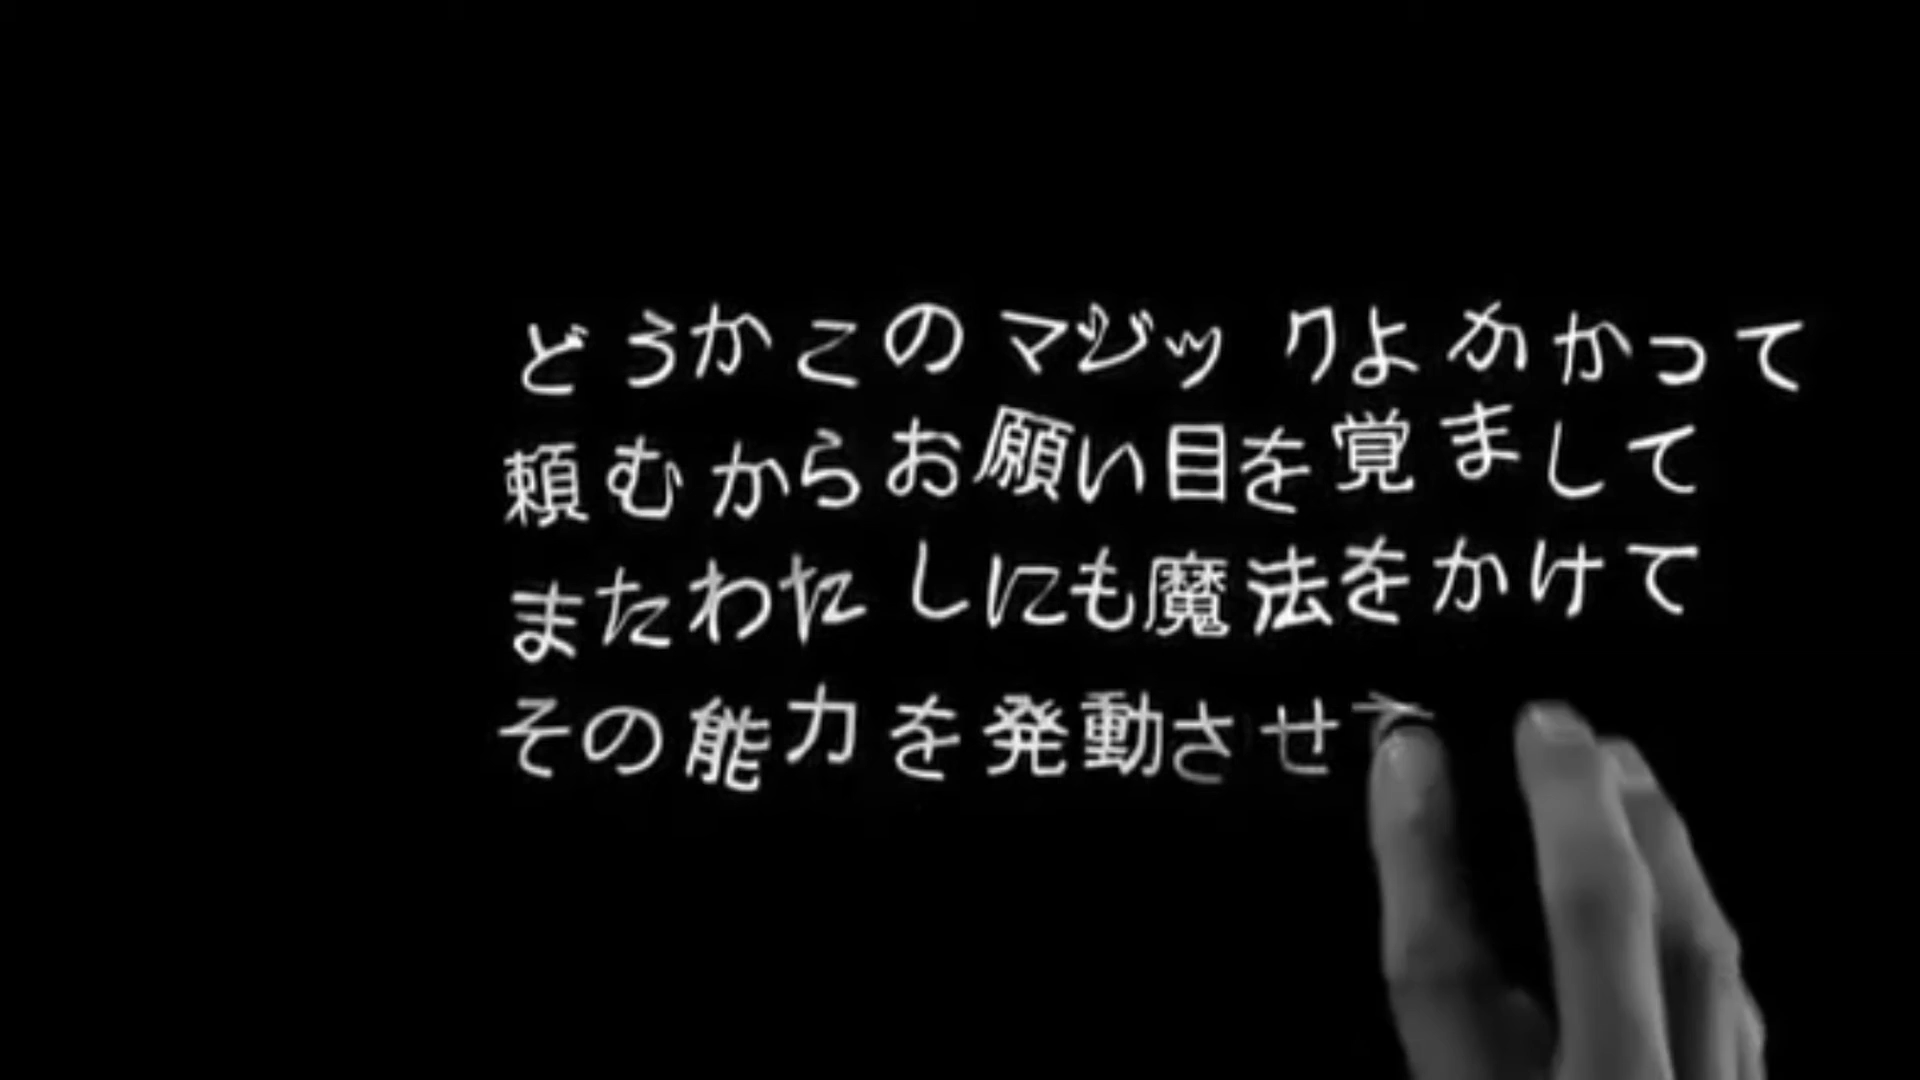 どうかこのマジックよかかって
頼むからお願い目を覚まして
またわたしにも魔法をかけて
その能力を発動させて